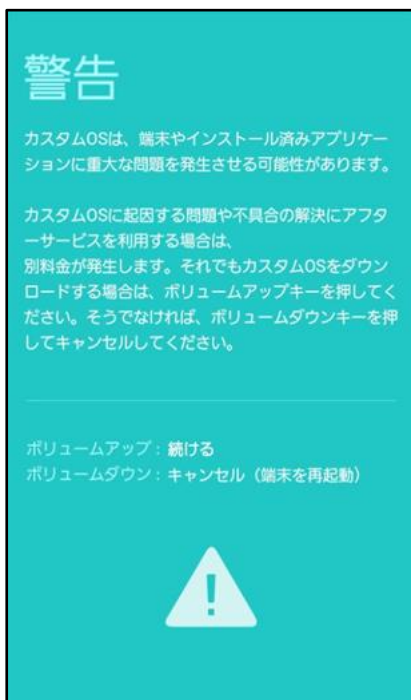 警告
カスタムOSは、端末やインストール済みアプリケー
ションに重大な問題を発生させる可能性があります。
カスタムOSに起因する問題や不具合の解決にアフタ
ーサービスを利用する場合は、
別料金が発生します。それでもカスタムOSをダウン
ロードする場合は、ボリュームアップキーを押してく
ださい。そうでなければ、ボリュームダウンキーを押
してキャンセルしてください。
ボリュームアップ：続ける
ボリュームダウン：キャンセル（端末を再起動）